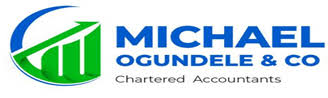 MICHAEL
OGUNDELE & CO
Chartered Accountants